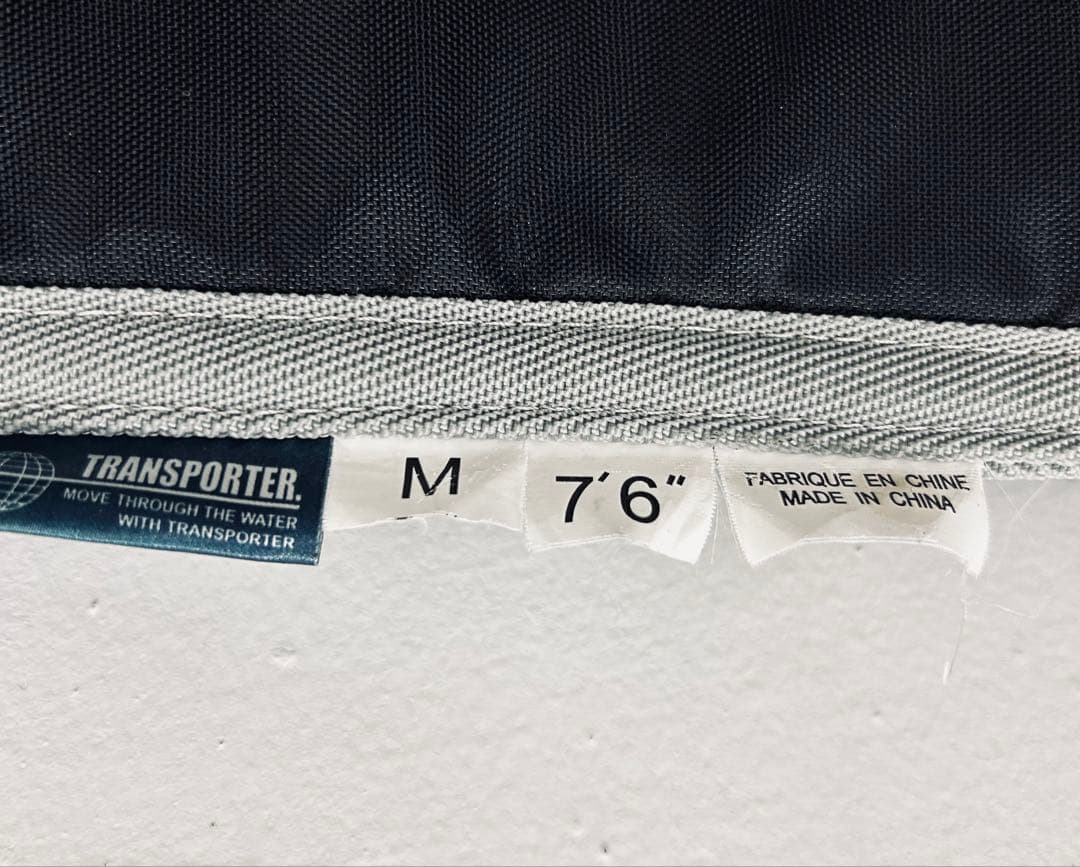 TRANSPORTER.
MOVE THROUGH THE WATER
WITH TRANSPORTER
M
7'6"
FABRIQUE EN CHINE
MADE IN CHINA